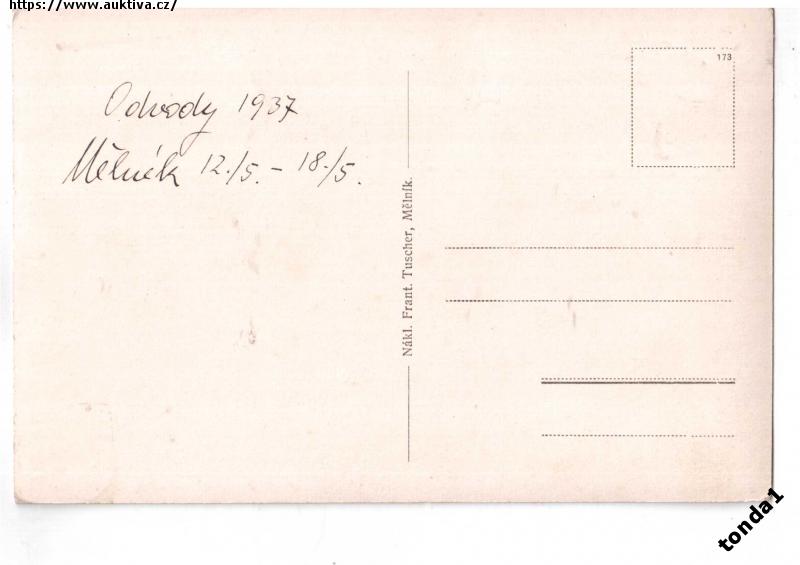 https://www.auktiva.cz/
Odvody 1937
Mělník 12./5. - 18./5.
Nákl. Frant. Tuscher, Mělník.
173
tonda1